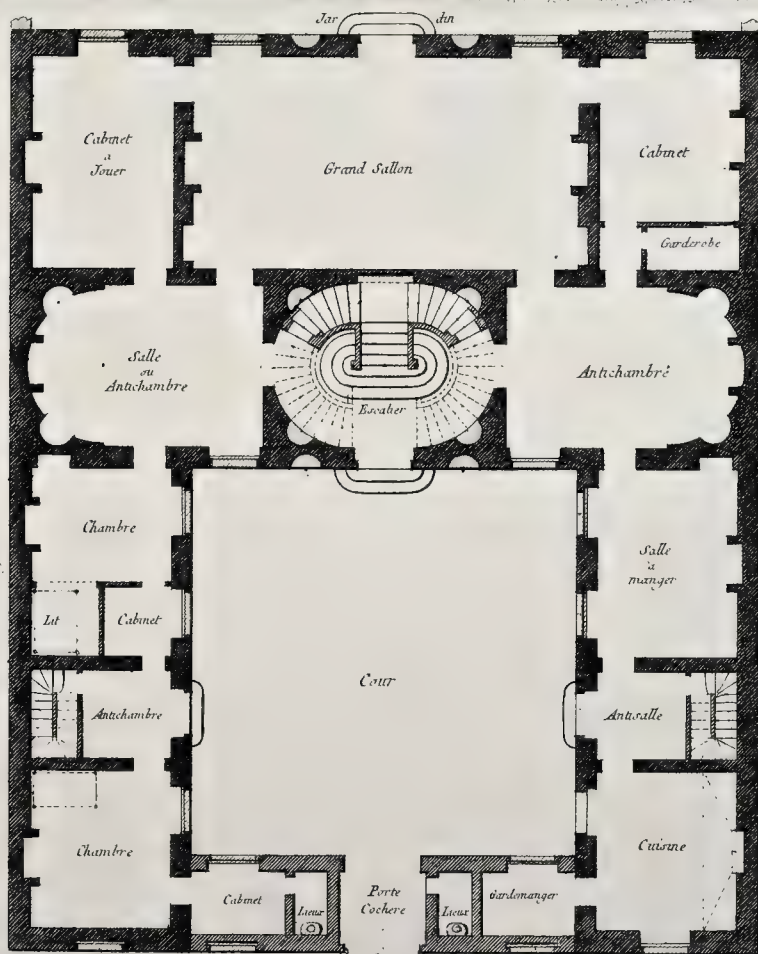 Jar din
Cabinet
a
Jouer
Grand Sallon
Cabinet
Garderobe
Salle
ou
Antichambre
Escalier
Antichambre
Chambre
Lit
Cabinet
Salle
à
manger
Cour
Antichambre
Antisalle
Chambre
Cabinet
Lieux
Porte
Cochere
Lieux
Gardemanger
Cuisine